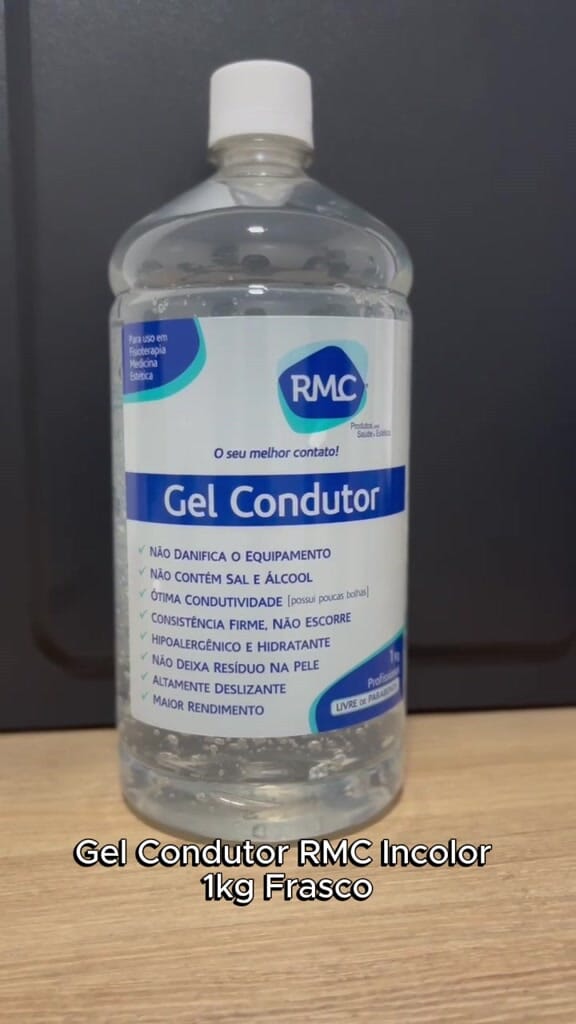 Para uso em
Fisioterapia
Medicina
Estética
RMC
Produtos para
Saúde e Estética
O seu melhor contato!
Gel Condutor
✓ NÃO DANIFICA O EQUIPAMENTO
✓ NÃO CONTÉM SAL E ÁLCOOL
✓ ÓTIMA CONDUTIVIDADE [possui poucas bolhas]
✓ CONSISTÊNCIA FIRME, NÃO ESCORRE
✓ HIPOALERGÊNICO E HIDRATANTE
✓ NÃO DEIXA RESÍDUO NA PELE
✓ ALTAMENTE DESLIZANTE
✓ MAIOR RENDIMENTO
1kg
Profissional
LIVRE DE PARABENOS
Gel Condutor RMC Incolor
1kg Frasco